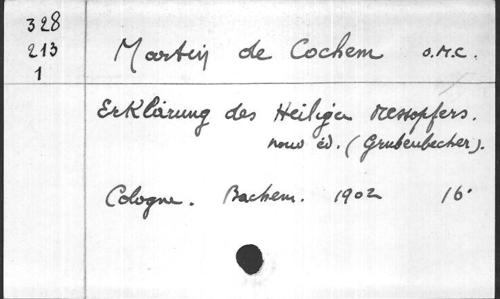 328
213
1
Martin de Cochem O.M.C.
Erklärung des Heiligen Messopfers.
nouv éd. (Grubenbecher).
Cologne. Bachem. 1902 16°